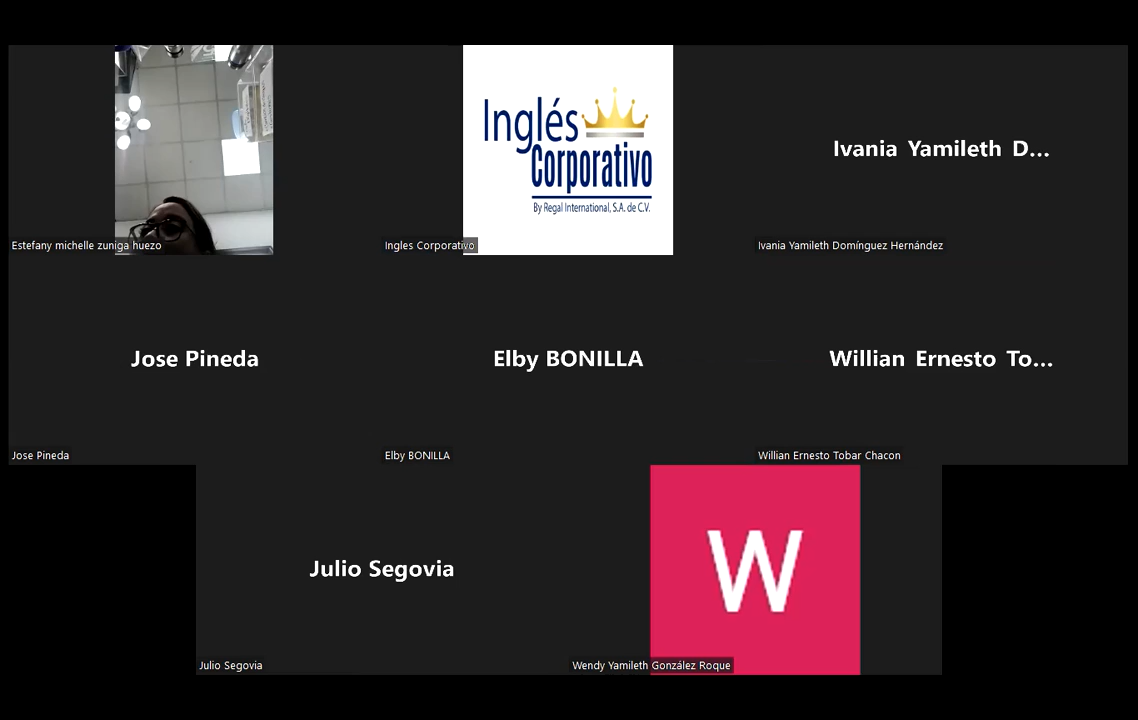 Estefany michelle zuniga huezo
Inglés
Corporativo
By Regal International, S.A. de C.V.
Ingles Corporativo
Ivania Yamileth D...
Ivania Yamileth Domínguez Hernández
Jose Pineda
Jose Pineda
Elby BONILLA
Elby BONILLA
Willian Ernesto To...
Willian Ernesto Tobar Chacon
Julio Segovia
Julio Segovia
W
Wendy Yamileth González Roque